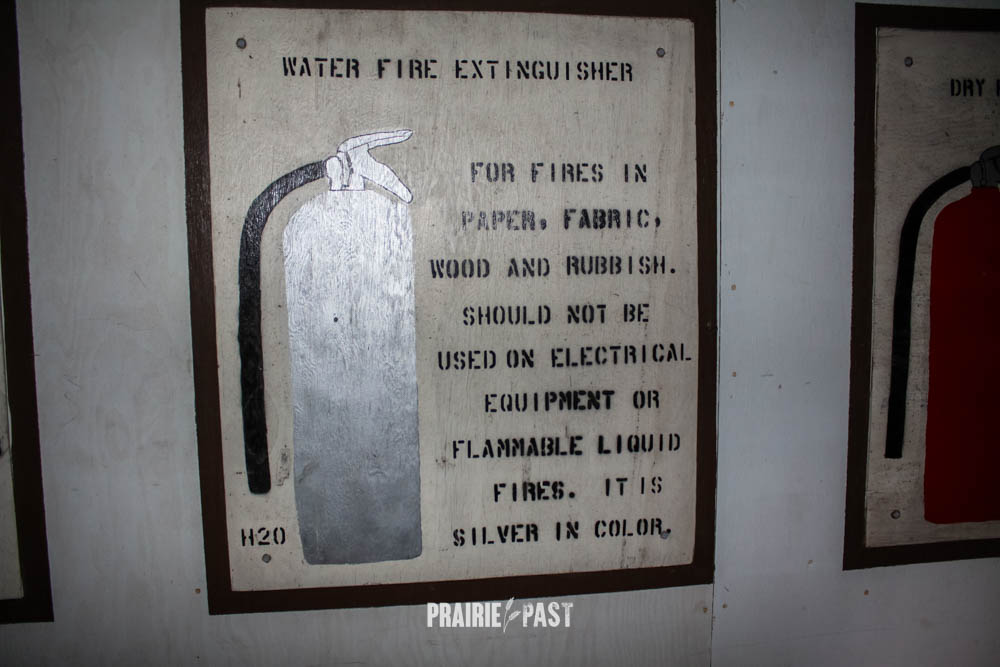 WATER FIRE EXTINGUISHER
FOR FIRES IN
PAPER, FABRIC,
WOOD AND RUBBISH.
SHOULD NOT BE
USED ON ELECTRICAL
EQUIPMENT OR
FLAMMABLE LIQUID
FIRES. IT IS
SILVER IN COLOR.
H2O
DRY
PRAIRIE PAST